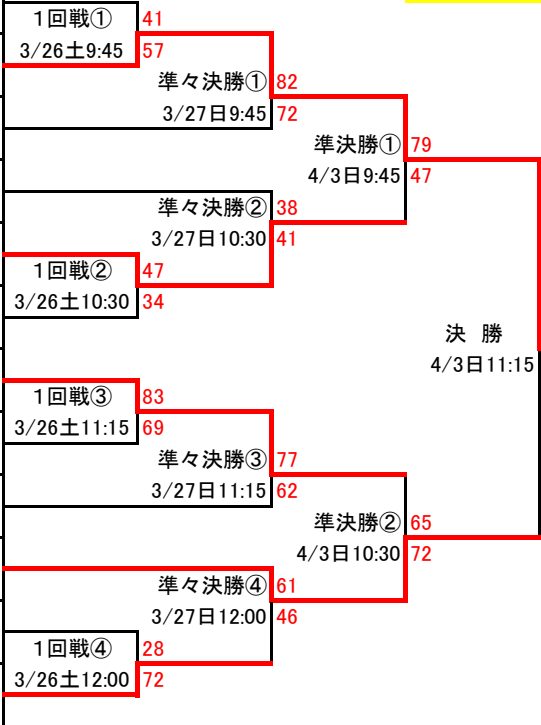 1回戦① 41
3/26土9:45 57
準々決勝① 82
3/27日9:45 72
準決勝① 79
4/3日9:45 47
準々決勝② 38
3/27日10:30 41
1回戦② 47
3/26土10:30 34
決 勝
4/3日11:15
1回戦③ 83
3/26土11:15 69
準々決勝③ 77
3/27日11:15 62
準決勝② 65
4/3日10:30 72
準々決勝④ 61
3/27日12:00 46
1回戦④ 28
3/26土12:00 72